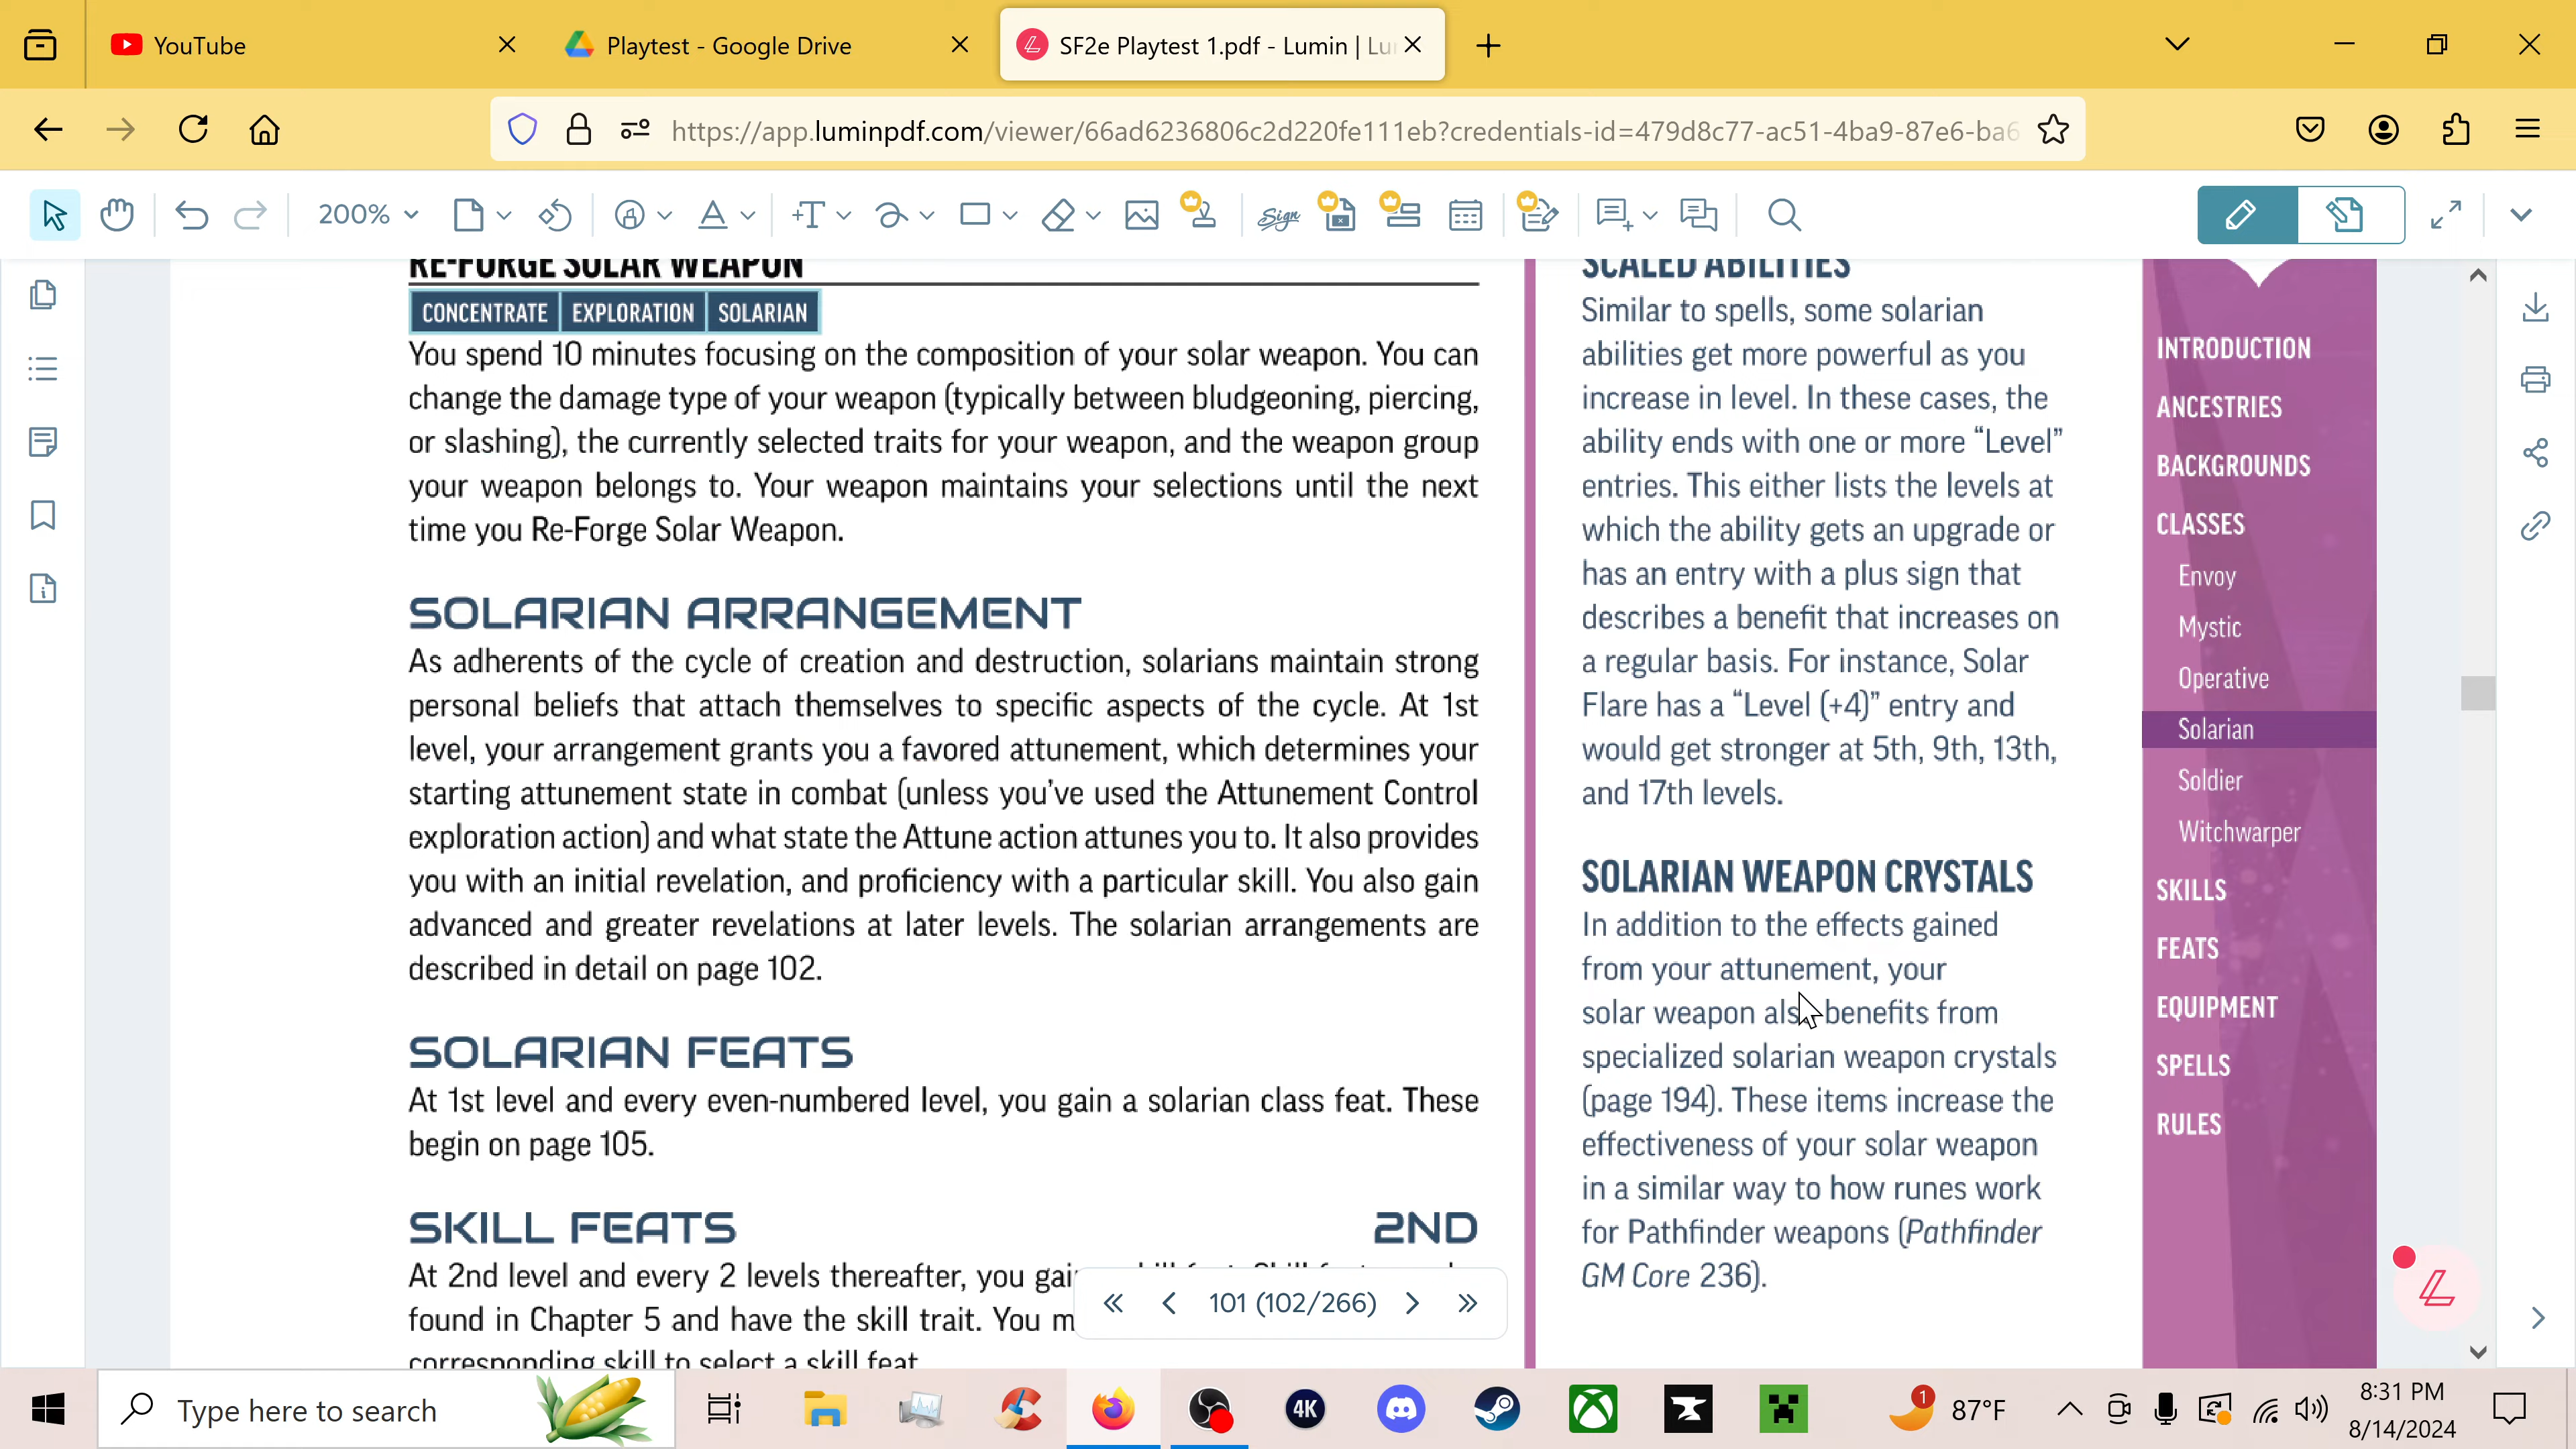 YouTube
Playtest - Google Drive
SF2e Playtest 1.pdf - Lumin | Lu
https://app.luminpdf.com/viewer/66ad6236806c2d220fe111eb?credentials-id=479d8c77-ac51-4ba9-87e6-ba6
200%
Sign
RE-FORGE SOLAR WEAPON
CONCENTRATE EXPLORATION SOLARIAN
You spend 10 minutes focusing on the composition of your solar weapon. You can
change the damage type of your weapon (typically between bludgeoning, piercing,
or slashing), the currently selected traits for your weapon, and the weapon group
your weapon belongs to. Your weapon maintains your selections until the next
time you Re-Forge Solar Weapon.
SOLARIAN ARRANGEMENT
As adherents of the cycle of creation and destruction, solarians maintain strong
personal beliefs that attach themselves to specific aspects of the cycle. At 1st
level, your arrangement grants you a favored attunement, which determines your
starting attunement state in combat (unless you've used the Attunement Control
exploration action) and what state the Attune action attunes you to. It also provides
you with an initial revelation, and proficiency with a particular skill. You also gain
advanced and greater revelations at later levels. The solarian arrangements are
described in detail on page 102.
SOLARIAN FEATS
At 1st level and every even-numbered level, you gain a solarian class feat. These
begin on page 105.
SKILL FEATS 2ND
At 2nd level and every 2 levels thereafter, you gai
found in Chapter 5 and have the skill trait. You m
corresponding skill to select a skill feat.
101 (102/266)
SCALED ABILITIES
Similar to spells, some solarian
abilities get more powerful as you
increase in level. In these cases, the
ability ends with one or more “Level”
entries. This either lists the levels at
which the ability gets an upgrade or
has an entry with a plus sign that
describes a benefit that increases on
a regular basis. For instance, Solar
Flare has a “Level (+4)” entry and
would get stronger at 5th, 9th, 13th,
and 17th levels.
SOLARIAN WEAPON CRYSTALS
In addition to the effects gained
from your attunement, your
solar weapon als benefits from
specialized solarian weapon crystals
(page 194). These items increase the
effectiveness of your solar weapon
in a similar way to how runes work
for Pathfinder weapons (Pathfinder
GM Core 236).
INTRODUCTION
ANCESTRIES
BACKGROUNDS
CLASSES
Envoy
Mystic
Operative
Solarian
Soldier
Witchwarper
SKILLS
FEATS
EQUIPMENT
SPELLS
RULES
Type here to search
4K
1
87°F
8:31 PM
8/14/2024